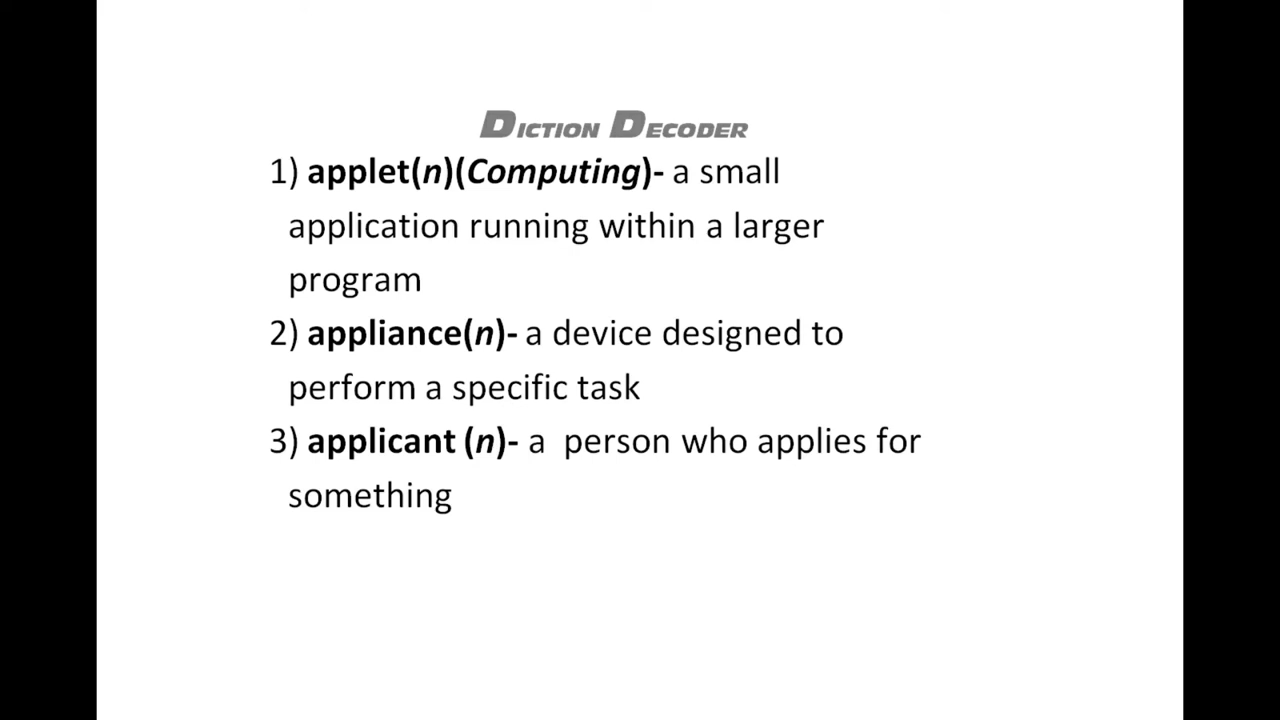 DICTION DECODER
1) applet(n)(Computing)- a small
application running within a larger
program
2) appliance(n)- a device designed to
perform a specific task
3) applicant (n)- a  person who applies for
something